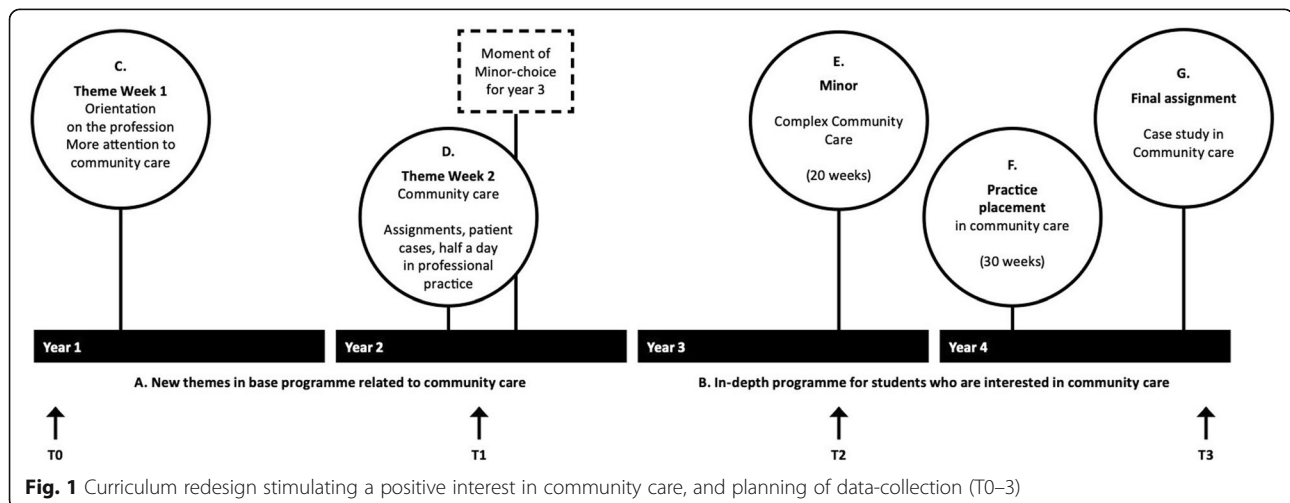 C.
Theme Week 1
Orientation
on the profession
More attention to
community care
Moment of
Minor-choice
for year 3
D.
Theme Week 2
Community care
Assignments, patient
cases, half a day
in professional
practice
E.
Minor
Complex Community
Care
(20 weeks)
F.
Practice
placement
in community care
(30 weeks)
G.
Final assignment
Case study in
Community care
Year 1
Year 2
Year 3
Year 4
A. New themes in base programme related to community care
B. In-depth programme for students who are interested in community care
T0
T1
T2
T3
Fig. 1 Curriculum redesign stimulating a positive interest in community care, and planning of data-collection (T0–3)